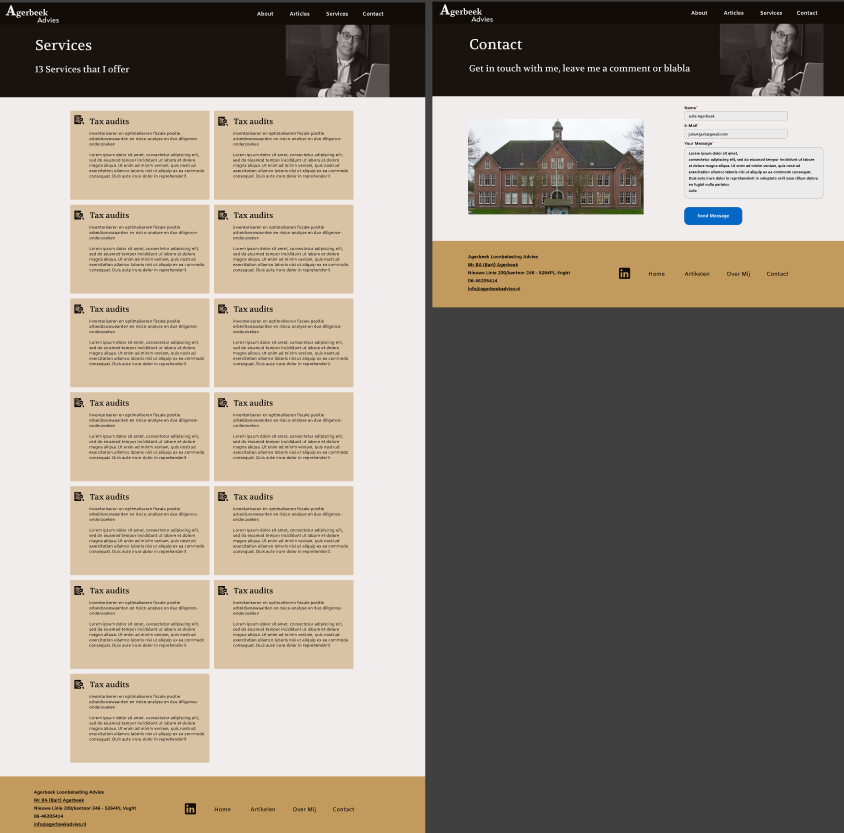 Agerbeek
Advies
About Articles Services Contact
Services
13 Services that I offer
Tax audits
inventariseren en optimaliseren fiscale positie
arbeidsvoorwaarden en risico-analyse en due diligence-
onderzoeken
Lorem ipsum dolor sit amet, consectetur adipiscing elit,
sed do eiusmod tempor incididunt ut labore et dolore
magna aliqua. Ut enim ad minim veniam, quis nostrud
exercitation ullamco laboris nisi ut aliquip ex ea commodo
consequat. Duis aute irure dolor in reprehenderit
Tax audits
inventariseren en optimaliseren fiscale positie
arbeidsvoorwaarden en risico-analyse en due diligence-
onderzoeken
Lorem ipsum dolor sit amet, consectetur adipiscing elit,
sed do eiusmod tempor incididunt ut labore et dolore
magna aliqua. Ut enim ad minim veniam, quis nostrud
exercitation ullamco laboris nisi ut aliquip ex ea commodo
consequat. Duis aute irure dolor in reprehenderit
Tax audits
inventariseren en optimaliseren fiscale positie
arbeidsvoorwaarden en risico-analyse en due diligence-
onderzoeken
Lorem ipsum dolor sit amet, consectetur adipiscing elit,
sed do eiusmod tempor incididunt ut labore et dolore
magna aliqua. Ut enim ad minim veniam, quis nostrud
exercitation ullamco laboris nisi ut aliquip ex ea commodo
consequat. Duis aute irure dolor in reprehenderit
Tax audits
inventariseren en optimaliseren fiscale positie
arbeidsvoorwaarden en risico-analyse en due diligence-
onderzoeken
Lorem ipsum dolor sit amet, consectetur adipiscing elit,
sed do eiusmod tempor incididunt ut labore et dolore
magna aliqua. Ut enim ad minim veniam, quis nostrud
exercitation ullamco laboris nisi ut aliquip ex ea commodo
consequat. Duis aute irure dolor in reprehenderit
Tax audits
inventariseren en optimaliseren fiscale positie
arbeidsvoorwaarden en risico-analyse en due diligence-
onderzoeken
Lorem ipsum dolor sit amet, consectetur adipiscing elit,
sed do eiusmod tempor incididunt ut labore et dolore
magna aliqua. Ut enim ad minim veniam, quis nostrud
exercitation ullamco laboris nisi ut aliquip ex ea commodo
consequat. Duis aute irure dolor in reprehenderit
Tax audits
inventariseren en optimaliseren fiscale positie
arbeidsvoorwaarden en risico-analyse en due diligence-
onderzoeken
Lorem ipsum dolor sit amet, consectetur adipiscing elit,
sed do eiusmod tempor incididunt ut labore et dolore
magna aliqua. Ut enim ad minim veniam, quis nostrud
exercitation ullamco laboris nisi ut aliquip ex ea commodo
consequat. Duis aute irure dolor in reprehenderit
Tax audits
inventariseren en optimaliseren fiscale positie
arbeidsvoorwaarden en risico-analyse en due diligence-
onderzoeken
Lorem ipsum dolor sit amet, consectetur adipiscing elit,
sed do eiusmod tempor incididunt ut labore et dolore
magna aliqua. Ut enim ad minim veniam, quis nostrud
exercitation ullamco laboris nisi ut aliquip ex ea commodo
consequat. Duis aute irure dolor in reprehenderit
Tax audits
inventariseren en optimaliseren fiscale positie
arbeidsvoorwaarden en risico-analyse en due diligence-
onderzoeken
Lorem ipsum dolor sit amet, consectetur adipiscing elit,
sed do eiusmod tempor incididunt ut labore et dolore
magna aliqua. Ut enim ad minim veniam, quis nostrud
exercitation ullamco laboris nisi ut aliquip ex ea commodo
consequat. Duis aute irure dolor in reprehenderit
Tax audits
inventariseren en optimaliseren fiscale positie
arbeidsvoorwaarden en risico-analyse en due diligence-
onderzoeken
Lorem ipsum dolor sit amet, consectetur adipiscing elit,
sed do eiusmod tempor incididunt ut labore et dolore
magna aliqua. Ut enim ad minim veniam, quis nostrud
exercitation ullamco laboris nisi ut aliquip ex ea commodo
consequat. Duis aute irure dolor in reprehenderit
Tax audits
inventariseren en optimaliseren fiscale positie
arbeidsvoorwaarden en risico-analyse en due diligence-
onderzoeken
Lorem ipsum dolor sit amet, consectetur adipiscing elit,
sed do eiusmod tempor incididunt ut labore et dolore
magna aliqua. Ut enim ad minim veniam, quis nostrud
exercitation ullamco laboris nisi ut aliquip ex ea commodo
consequat. Duis aute irure dolor in reprehenderit
Tax audits
inventariseren en optimaliseren fiscale positie
arbeidsvoorwaarden en risico-analyse en due diligence-
onderzoeken
Lorem ipsum dolor sit amet, consectetur adipiscing elit,
sed do eiusmod tempor incididunt ut labore et dolore
magna aliqua. Ut enim ad minim veniam, quis nostrud
exercitation ullamco laboris nisi ut aliquip ex ea commodo
consequat. Duis aute irure dolor in reprehenderit
Tax audits
inventariseren en optimaliseren fiscale positie
arbeidsvoorwaarden en risico-analyse en due diligence-
onderzoeken
Lorem ipsum dolor sit amet, consectetur adipiscing elit,
sed do eiusmod tempor incididunt ut labore et dolore
magna aliqua. Ut enim ad minim veniam, quis nostrud
exercitation ullamco laboris nisi ut aliquip ex ea commodo
consequat. Duis aute irure dolor in reprehenderit
Tax audits
inventariseren en optimaliseren fiscale positie
arbeidsvoorwaarden en risico-analyse en due diligence-
onderzoeken
Lorem ipsum dolor sit amet, consectetur adipiscing elit,
sed do eiusmod tempor incididunt ut labore et dolore
magna aliqua. Ut enim ad minim veniam, quis nostrud
exercitation ullamco laboris nisi ut aliquip ex ea commodo
consequat. Duis aute irure dolor in reprehenderit
Agerbeek Loonbelasting Advies
Mr BA (Bart) Agerbeek
Nieuwe Linie 200/kantoor 246 - 5264PL Vught
06-46205414
info@agerbeekadvies.nl
in Home Artikelen Over Mij Contact
Agerbeek
Advies
About Articles Services Contact
Contact
Get in touch with me, leave me a comment or blabla
Name*
Julie Agerbeek
E-Mail*
julieAgerb@gmail.com
Your Message*
Lorem ipsum dolor sit amet,
consectetur adipiscing elit, sed do eiusmod tempor incididunt ut labore
et dolore magna aliqua. Ut enim ad minim veniam, quis nostrud
exercitation ullamco laboris nisi ut aliquip ex ea commodo consequat.
Duis aute irure dolor in reprehenderit in voluptate velit esse cillum dolore
eu fugiat nulla pariatur.
Julie
Send Message
Agerbeek Loonbelasting Advies
Mr BA (Bart) Agerbeek
Nieuwe Linie 200/kantoor 246 - 5264PL Vught
06-46205414
info@agerbeekadvies.nl
in Home Artikelen Over Mij Contact